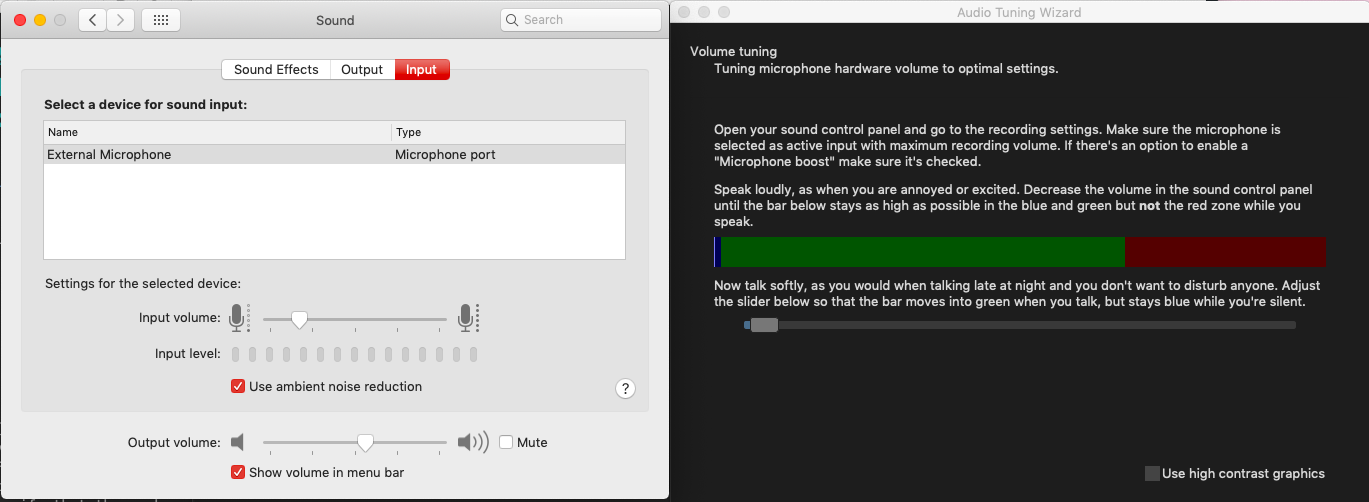 Sound
Search
Sound Effects
Output
Input
Select a device for sound input:
Name
Type
External Microphone
Microphone port
Settings for the selected device:
Input volume:
Input level:
Use ambient noise reduction
?
Output volume:
Mute
Show volume in menu bar
Audio Tuning Wizard
Volume tuning
Tuning microphone hardware volume to optimal settings.
Open your sound control panel and go to the recording settings. Make sure the microphone is
selected as active input with maximum recording volume. If there's an option to enable a
"Microphone boost" make sure it's checked.
Speak loudly, as when you are annoyed or excited. Decrease the volume in the sound control panel
until the bar below stays as high as possible in the blue and green but not the red zone while you
speak.
Now talk softly, as you would when talking late at night and you don't want to disturb anyone. Adjust
the slider below so that the bar moves into green when you talk, but stays blue while you're silent.
Use high contrast graphics